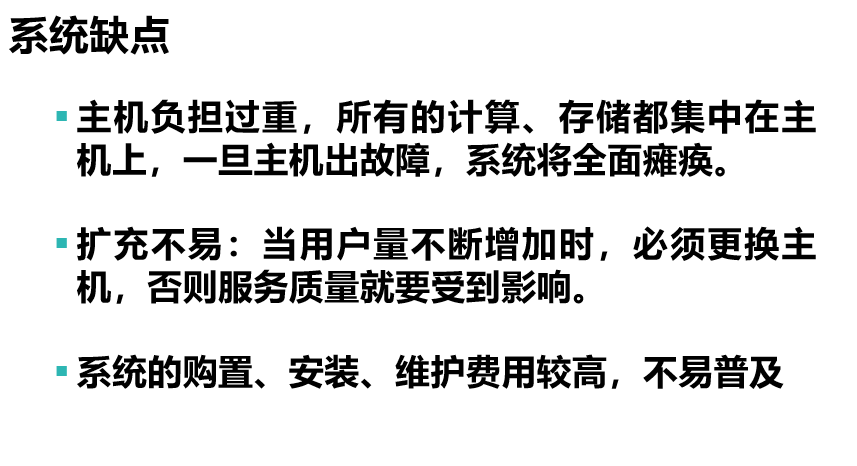 系统缺点
▪主机负担过重，所有的计算、存储都集中在主
机上，一旦主机出故障，系统将全面瘫痪。
▪扩充不易：当用户量不断增加时，必须更换主
机，否则服务质量就要受到影响。
▪系统的购置、安装、维护费用较高，不易普及